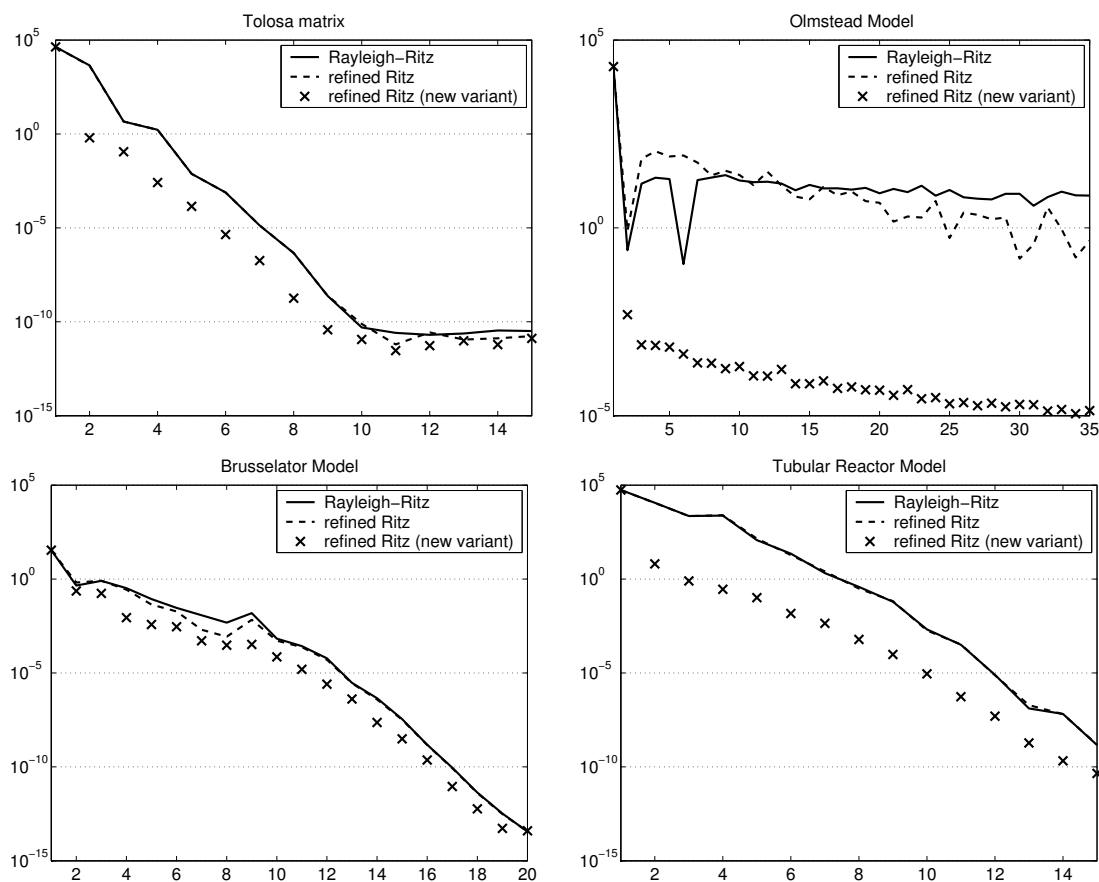 Tolosa matrix
10^5
10^0
10^-5
10^-10
10^-15
2 4 6 8 10 12 14
Rayleigh−Ritz
refined Ritz
refined Ritz (new variant)
Olmstead Model
10^5
10^0
10^-5
5 10 15 20 25 30 35
Rayleigh−Ritz
refined Ritz
refined Ritz (new variant)
Brusselator Model
10^5
10^0
10^-5
10^-10
10^-15
2 4 6 8 10 12 14 16 18 20
Rayleigh−Ritz
refined Ritz
refined Ritz (new variant)
Tubular Reactor Model
10^5
10^0
10^-5
10^-10
10^-15
2 4 6 8 10 12 14
Rayleigh−Ritz
refined Ritz
refined Ritz (new variant)